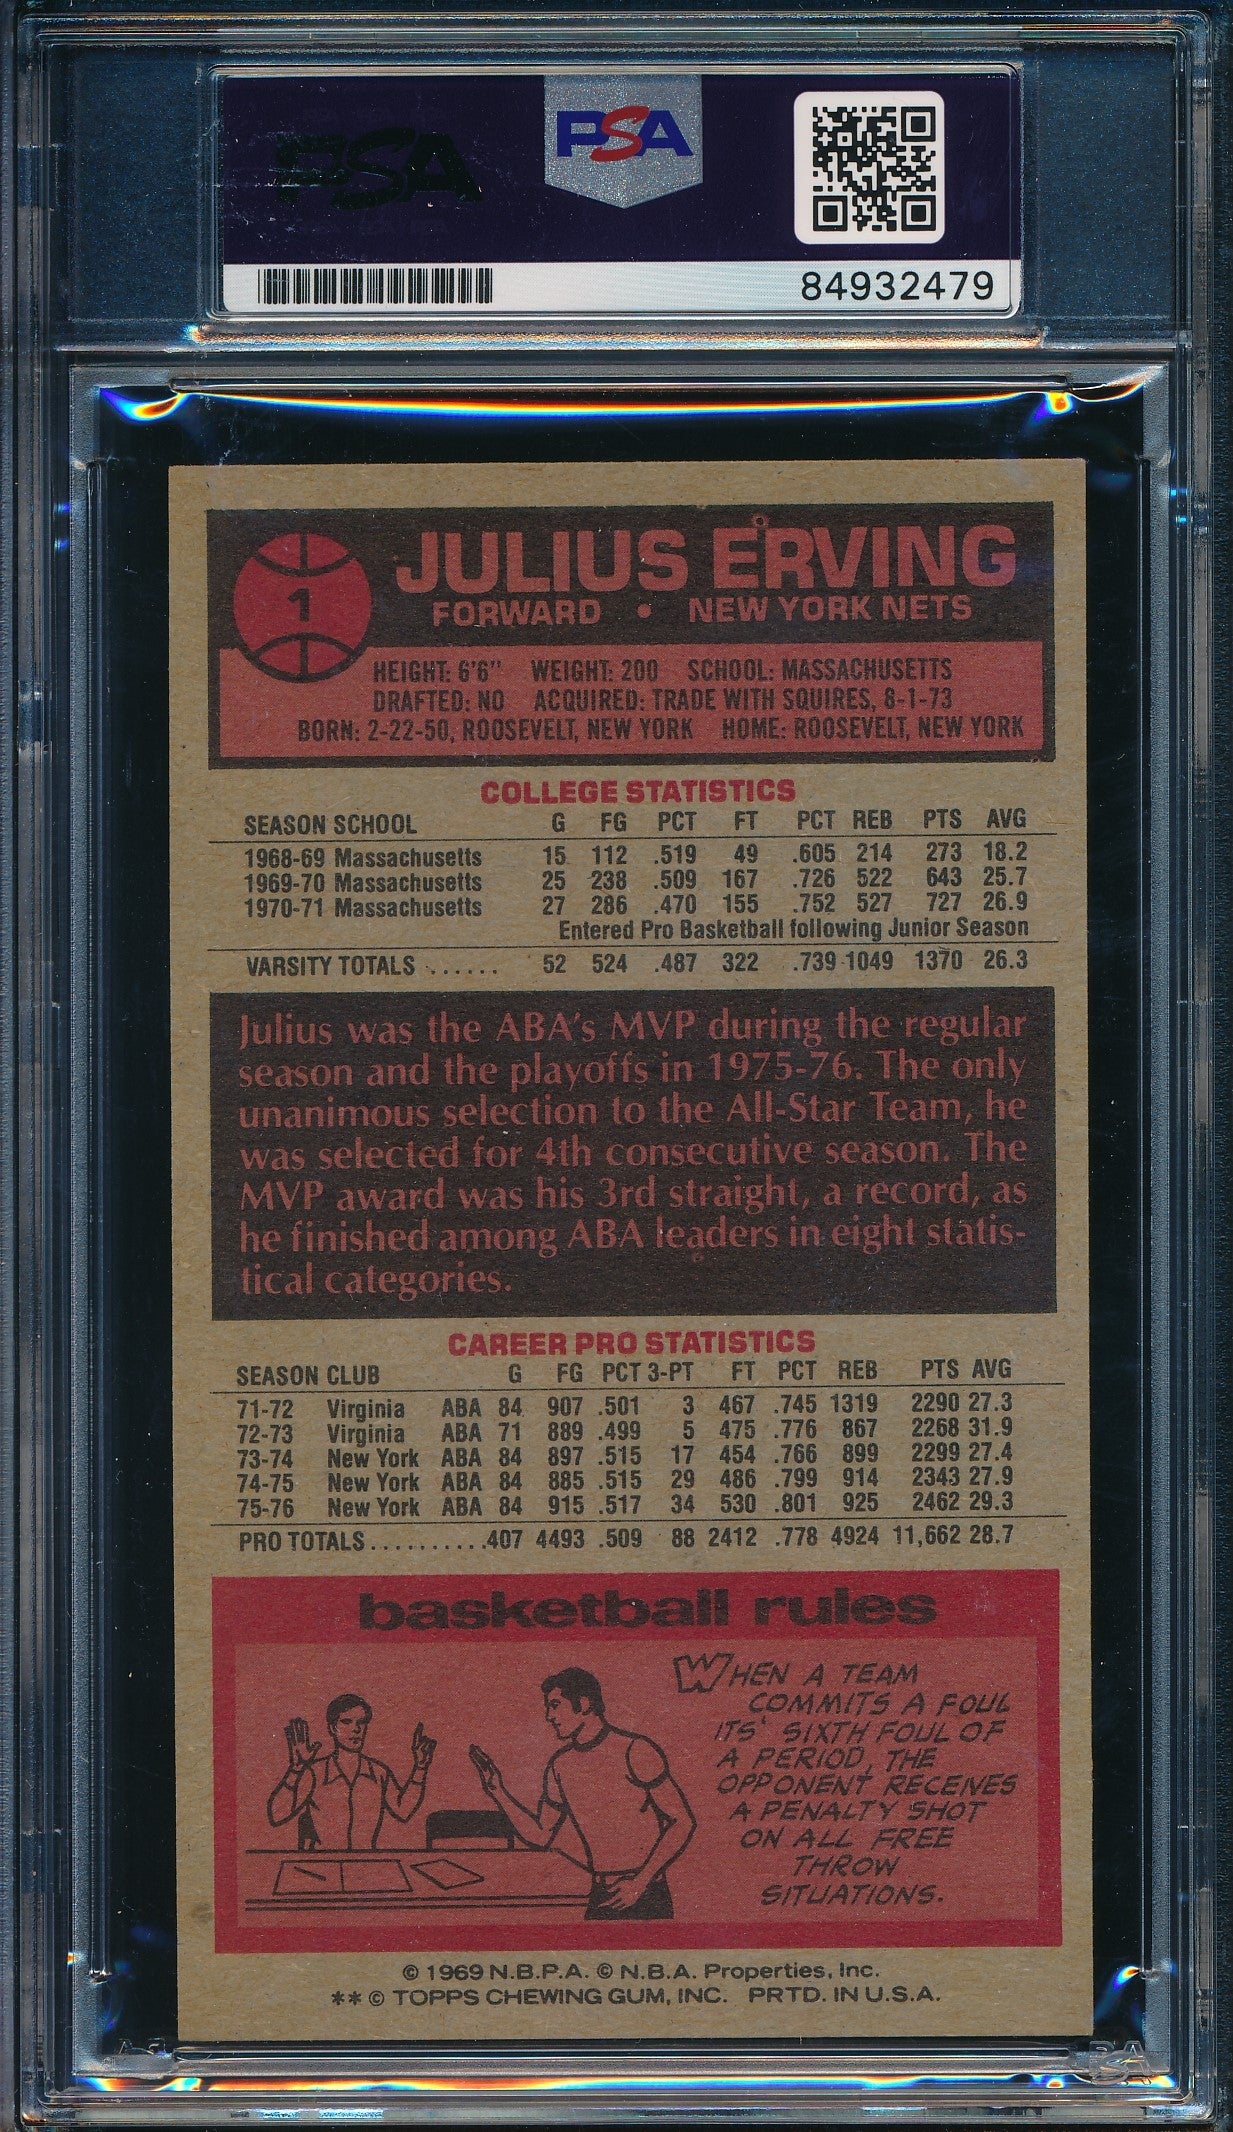 PSA
PSA
84932479
1
JULIUS ERVING
FORWARD • NEW YORK NETS
HEIGHT: 6'6" WEIGHT: 200 SCHOOL: MASSACHUSETTS
DRAFTED: NO ACQUIRED: TRADE WITH SQUIRES, 8-1-73
BORN: 2-22-50, ROOSEVELT, NEW YORK HOME: ROOSEVELT, NEW YORK
COLLEGE STATISTICS
SEASON SCHOOL G FG PCT FT PCT REB PTS AVG
1968-69 Massachusetts 15 112 .519 49 .605 214 273 18.2
1969-70 Massachusetts 25 238 .509 167 .726 522 643 25.7
1970-71 Massachusetts 27 286 .470 155 .752 527 727 26.9
Entered Pro Basketball following Junior Season
VARSITY TOTALS ...... 52 524 .487 322 .739 1049 1370 26.3
Julius was the ABA's MVP during the regular
season and the playoffs in 1975-76. The only
unanimous selection to the All-Star Team, he
was selected for 4th consecutive season. The
MVP award was his 3rd straight, a record, as
he finished among ABA leaders in eight statis-
tical categories.
CAREER PRO STATISTICS
SEASON CLUB G FG PCT 3-PT FT PCT REB PTS AVG
71-72 Virginia ABA 84 907 .501 3 467 .745 1319 2290 27.3
72-73 Virginia ABA 71 889 .499 5 475 .776 867 2268 31.9
73-74 New York ABA 84 897 .515 17 454 .766 899 2299 27.4
74-75 New York ABA 84 885 .515 29 486 .799 914 2343 27.9
75-76 New York ABA 84 915 .517 34 530 .801 925 2462 29.3
PRO TOTALS..........407 4493 .509 88 2412 .778 4924 11,662 28.7
basketball rules
WHEN A TEAM
COMMITS A FOUL
ITS' SIXTH FOUL OF
A PERIOD, THE
OPPONENT RECEIVES
A PENALTY SHOT
ON ALL FREE
THROW
SITUATIONS.
© 1969 N.B.P.A. © N.B.A. Properties, Inc.
** © TOPPS CHEWING GUM, INC. PRTD. IN U.S.A.